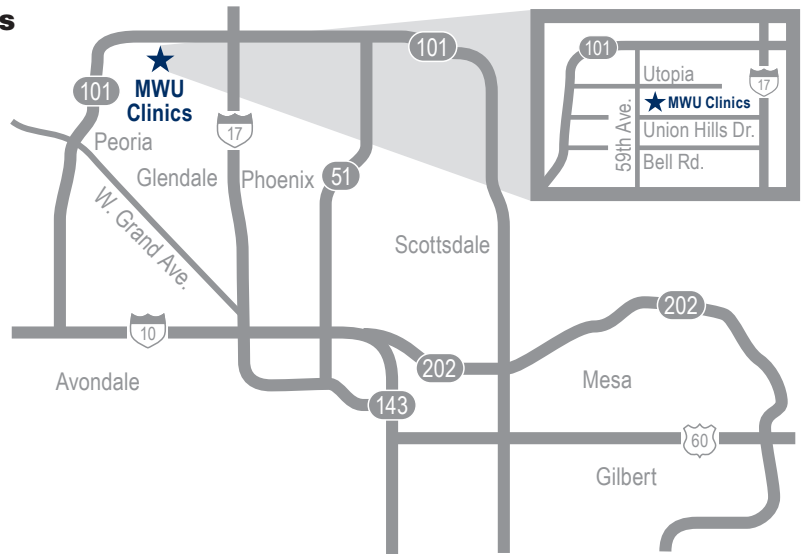 s
101
101
MWU
Clinics
17
Peoria
Glendale
Phoenix
51
W. Grand Ave.
Scottsdale
10
Avondale
202
202
143
Mesa
60
Gilbert
101
Utopia
17
MWU Clinics
59th Ave.
Union Hills Dr.
Bell Rd.